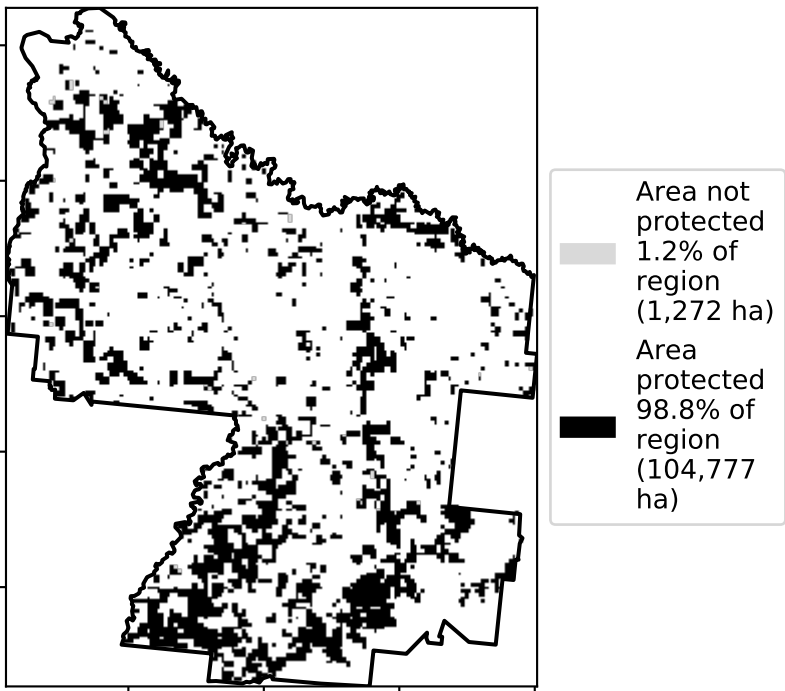 Area not
protected
1.2% of
region
(1,272 ha)
Area
protected
98.8% of
region
(104,777
ha)